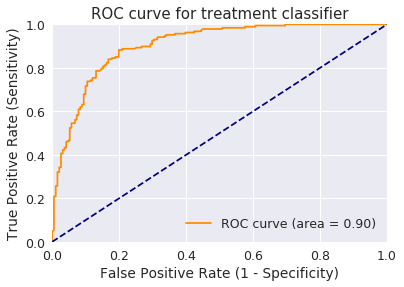 ROC curve for treatment classifier
True Positive Rate (Sensitivity)
1.0
0.8
0.6
0.4
0.2
0.0
ROC curve (area = 0.90)
0.0 0.2 0.4 0.6 0.8 1.0
False Positive Rate (1 - Specificity)